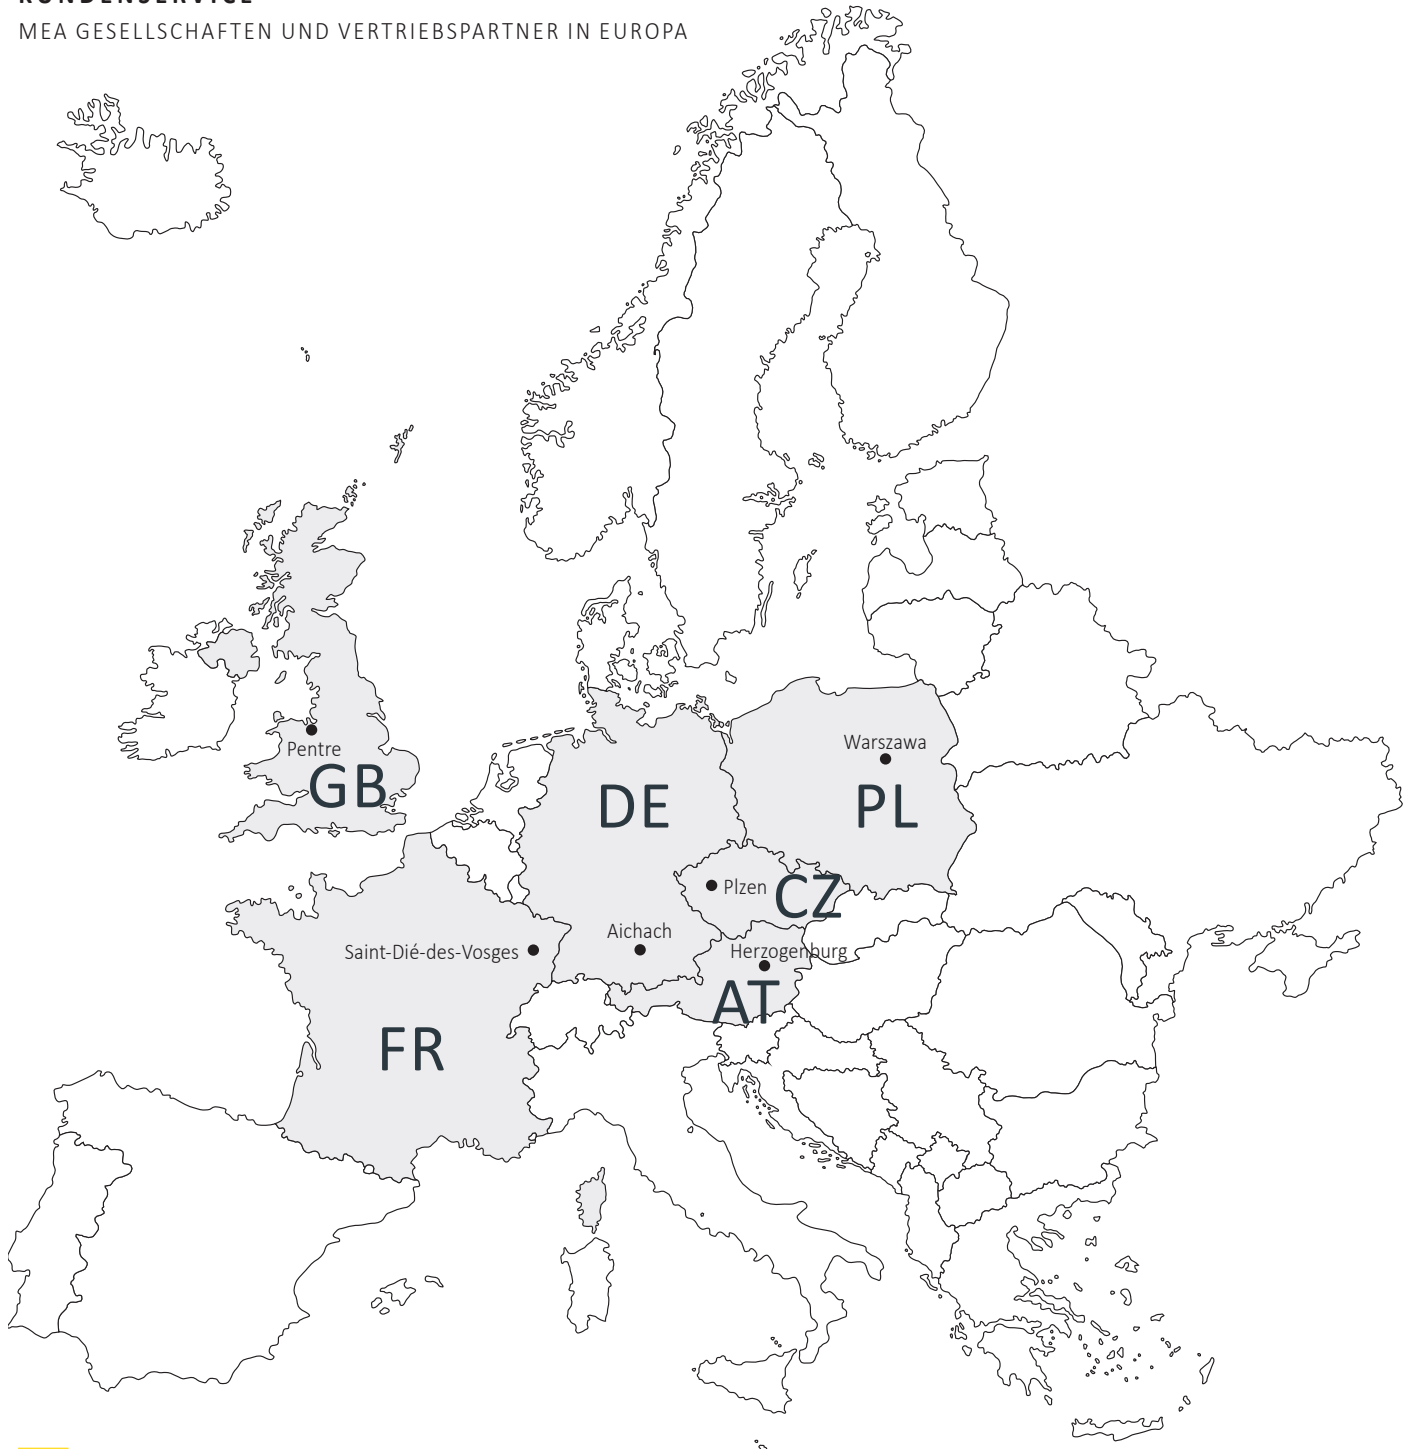 KUNDENSERVICE
MEA GESELLSCHAFTEN UND VERTRIEBSPARTNER IN EUROPA
Warszawa
Pentre
GB
DE
PL
Plzen
CZ
Aichach
Saint-Dié-des-Vosges
Herzogenburg
AT
FR